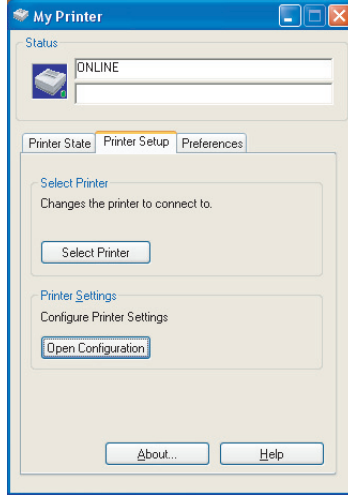 My Printer
Status
ONLINE
Printer State Printer Setup Preferences
Select Printer
Changes the printer to connect to.
Select Printer
Printer Settings
Configure Printer Settings
Open Configuration
About... Help